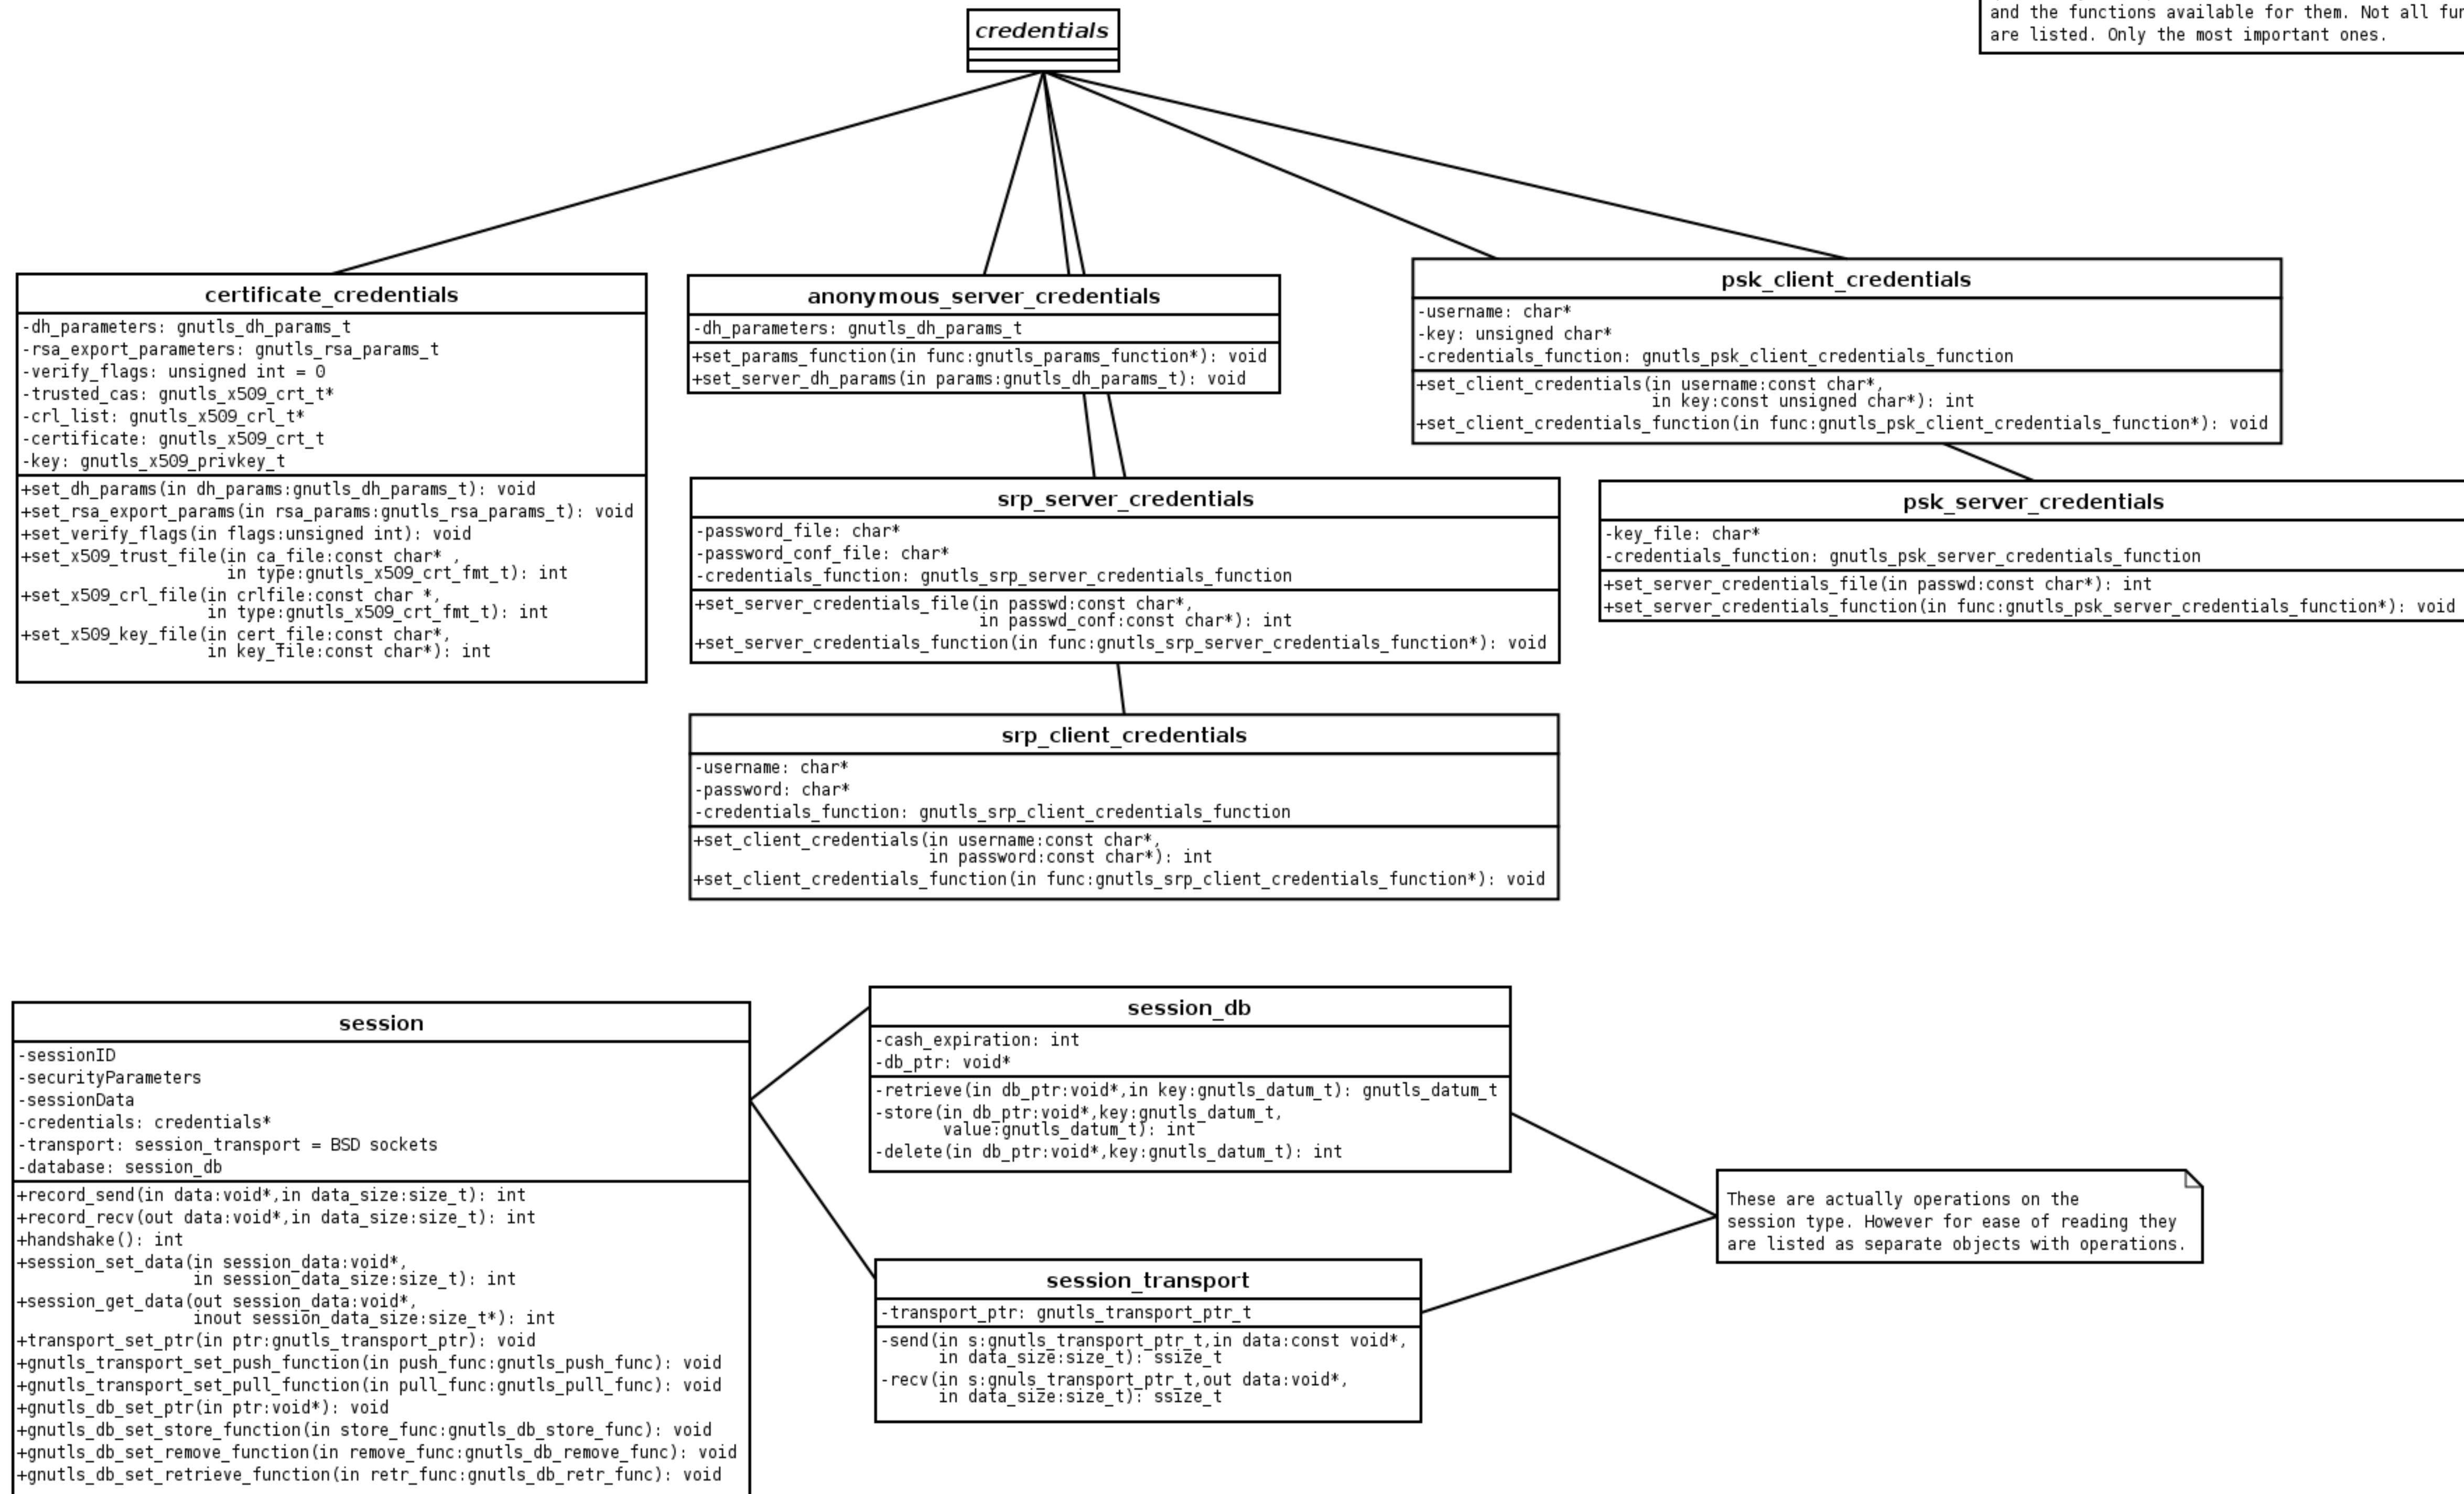 credentials
and the functions available for them. Not all
are listed. Only the most important ones.
certificate_credentials
-dh_parameters: gnutls_dh_params_t
-rsa_export_parameters: gnutls_rsa_params_t
-verify_flags: unsigned int = 0
-trusted_cas: gnutls_x509_crt_t*
-crl_list: gnutls_x509_crl_t*
-certificate: gnutls_x509_crt_t
-key: gnutls_x509_privkey_t
+set_dh_params(in dh_params:gnutls_dh_params_t): void
+set_rsa_export_params(in rsa_params:gnutls_rsa_params_t): void
+set_verify_flags(in flags:unsigned int): void
+set_x509_trust_file(in ca_file:const char* ,
in type:gnutls_x509_crt_fmt_t): int
+set_x509_crl_file(in crlfile:const char *,
in type:gnutls_x509_crt_fmt_t): int
+set_x509_key_file(in cert_file:const char*,
in key_file:const char*): int
anonymous_server_credentials
-dh_parameters: gnutls_dh_params_t
+set_params_function(in func:gnutls_params_function*): void
+set_server_dh_params(in params:gnutls_dh_params_t): void
psk_client_credentials
-username: char*
-key: unsigned char*
-credentials_function: gnutls_psk_client_credentials_function
+set_client_credentials(in username:const char*,
in key:const unsigned char*): int
+set_client_credentials_function(in func:gnutls_psk_client_credentials_function*): void
srp_server_credentials
-password_file: char*
-password_conf_file: char*
-credentials_function: gnutls_srp_server_credentials_function
+set_server_credentials_file(in passwd:const char*,
in passwd_conf:const char*): int
+set_server_credentials_function(in func:gnutls_srp_server_credentials_function*): void
psk_server_credentials
-key_file: char*
-credentials_function: gnutls_psk_server_credentials_function
+set_server_credentials_file(in passwd:const char*): int
+set_server_credentials_function(in func:gnutls_psk_server_credentials_function*): void
srp_client_credentials
-username: char*
-password: char*
-credentials_function: gnutls_srp_client_credentials_function
+set_client_credentials(in username:const char*,
in password:const char*): int
+set_client_credentials_function(in func:gnutls_srp_client_credentials_function*): void
session
-sessionID
-securityParameters
-sessionData
-credentials: credentials*
-transport: session_transport = BSD sockets
-database: session_db
+record_send(in data:void*,in data_size:size_t): int
+record_recv(out data:void*,in data_size:size_t): int
+handshake(): int
+session_set_data(in session_data:void*,
in session_data_size:size_t): int
+session_get_data(out session_data:void*,
inout session_data_size:size_t*): int
+transport_set_ptr(in ptr:gnutls_transport_ptr): void
+gnutls_transport_set_push_function(in push_func:gnutls_push_func): void
+gnutls_transport_set_pull_function(in pull_func:gnutls_pull_func): void
+gnutls_db_set_ptr(in ptr:void*): void
+gnutls_db_set_store_function(in store_func:gnutls_db_store_func): void
+gnutls_db_set_remove_function(in remove_func:gnutls_db_remove_func): void
+gnutls_db_set_retrieve_function(in retr_func:gnutls_db_retr_func): void
session_db
-cash_expiration: int
-db_ptr: void*
-retrieve(in db_ptr:void*,in key:gnutls_datum_t): gnutls_datum_t
-store(in db_ptr:void*,key:gnutls_datum_t,
value:gnutls_datum_t): int
-delete(in db_ptr:void*,key:gnutls_datum_t): int
session_transport
-transport_ptr: gnutls_transport_ptr_t
-send(in s:gnutls_transport_ptr_t,in data:const void*,
in data_size:size_t): ssize_t
-recv(in s:gnuls_transport_ptr_t,out data:void*,
in data_size:size_t): ssize_t
These are actually operations on the
session type. However for ease of reading they
are listed as separate objects with operations.